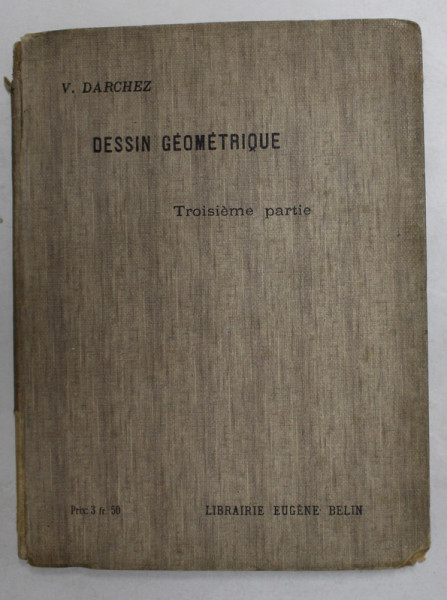 V. DARCHEZ
DESSIN GÉOMÉTRIQUE
Troisième partie
Prix: 3 fr. 50 LIBRAIRIE EUGÈNE BELIN